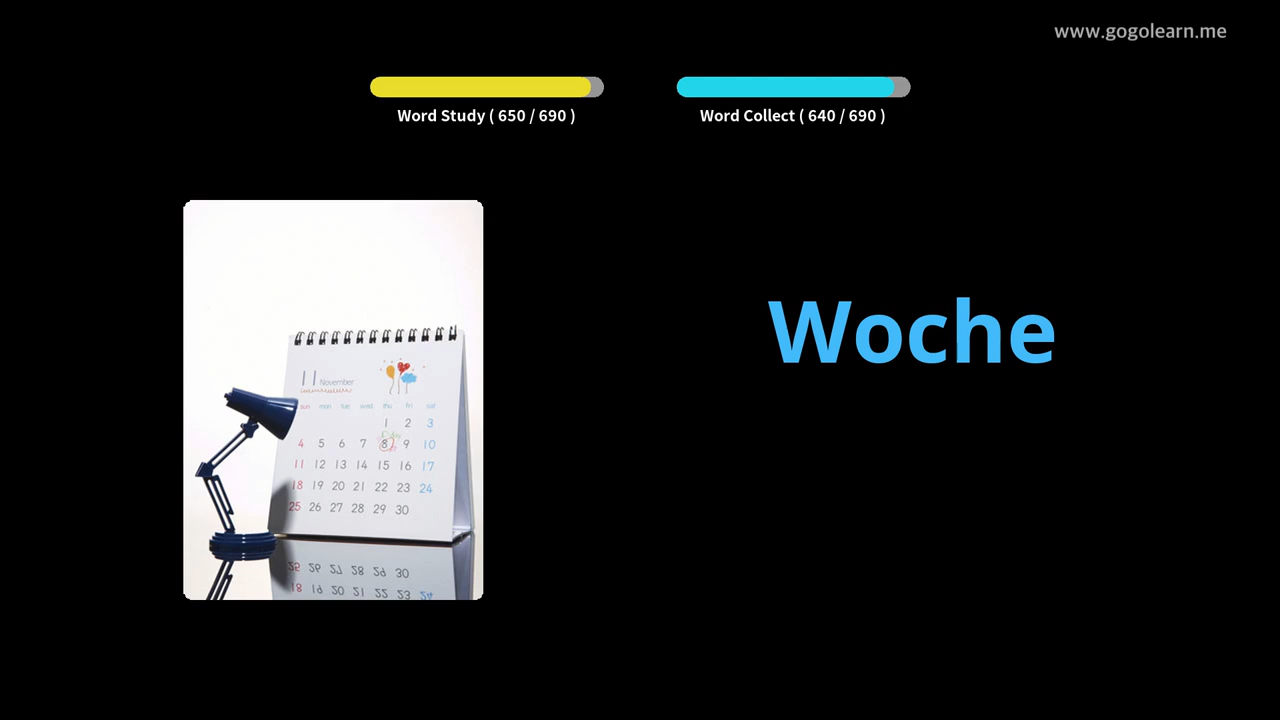 www.gogolearn.me
Word Study ( 650 / 690 )
Word Collect ( 640 / 690 )
Woche
11 November
sun mon tue wed thu fri sat
1 2 3
4 5 6 7 8 9 10
11 12 13 14 15 16 17
18 19 20 21 22 23 24
25 26 27 28 29 30